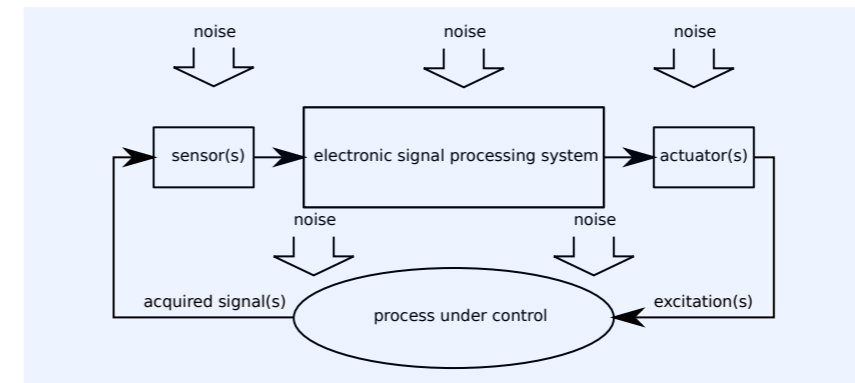 noise
noise
noise
sensor(s)
electronic signal processing system
actuator(s)
noise
noise
acquired signal(s)
process under control
excitation(s)